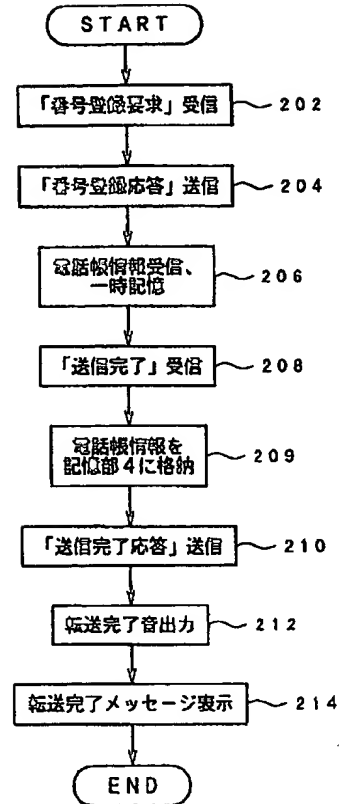 START
「番号登録要求」受信
202
「番号登録応答」送信
204
電話帳情報受信、
一時記憶
206
「送信完了」受信
208
電話帳情報を
記憶部4に格納
209
「送信完了応答」送信
210
転送完了音出力
212
転送完了メッセージ表示
214
END